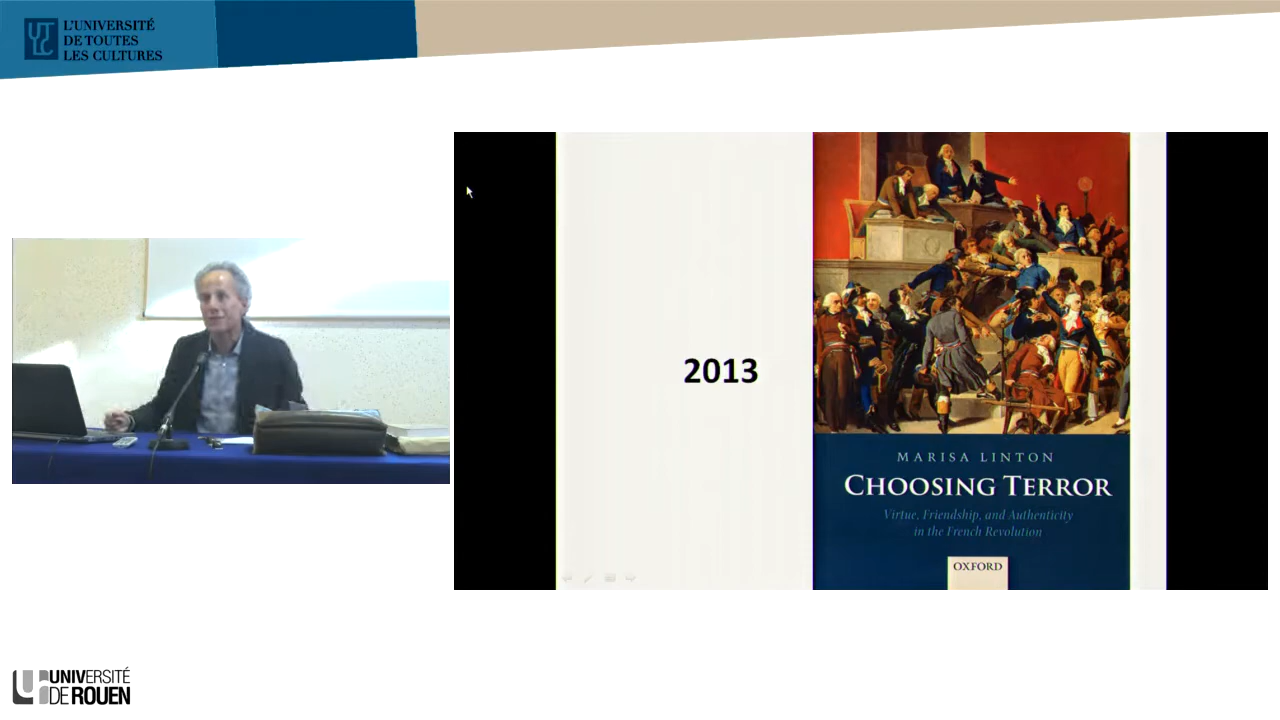 L'UNIVERSITÉ
DE TOUTES
LES CULTURES
2013
MARISA LINTON
CHOOSING TERROR
Virtue, Friendship, and Authenticity
in the French Revolution
OXFORD
UNIVERSITÉ
DE ROUEN